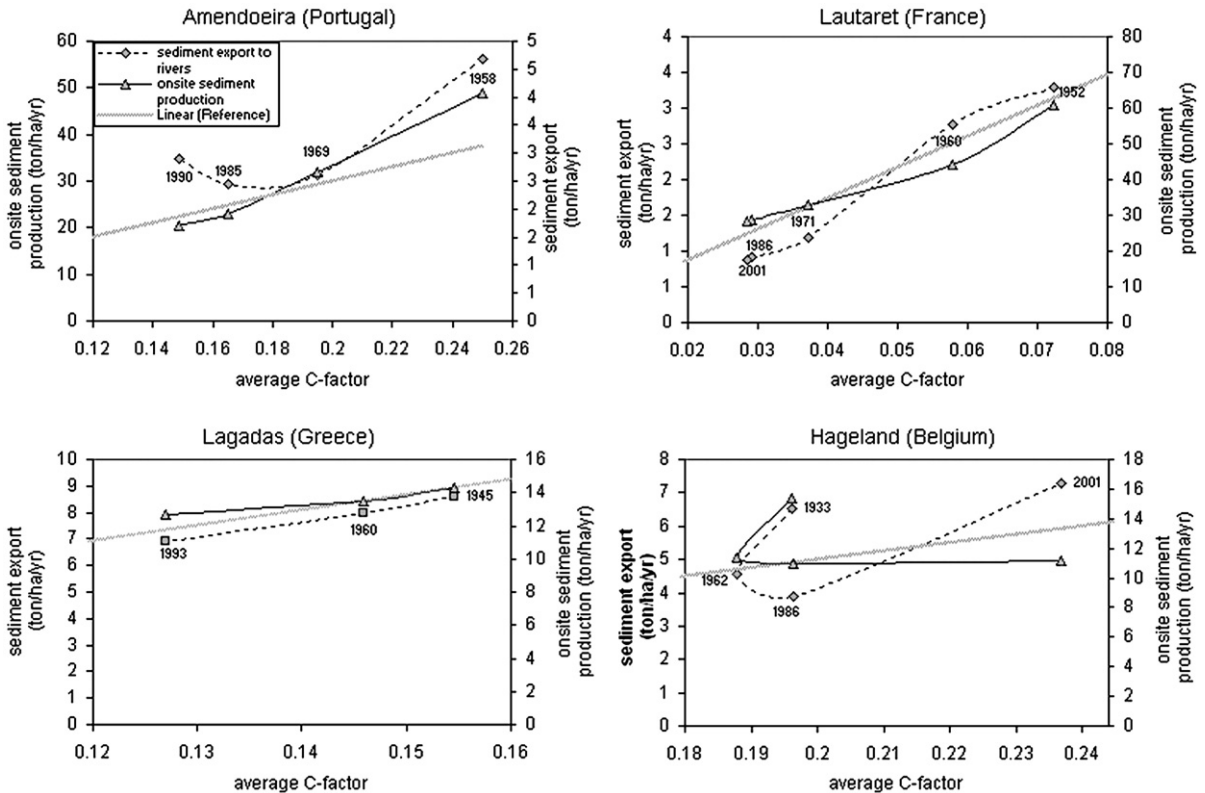 Amendoeira (Portugal)
60
50
40
30
20
10
0
onsite sediment
production (ton/ha/yr)
sediment export to
rivers
onsite sediment
production
Linear (Reference)
1990
1985
1969
1958
5
5
4
4
3
3
2
2
1
1
0
sediment export
(ton/ha/yr)
0.12 0.14 0.16 0.18 0.20 0.22 0.24 0.26
average C-factor
Lautaret (France)
4
4
3
3
2
2
1
1
0
sediment export
(ton/ha/yr)
1952
1960
1971
1986
2001
80
70
60
50
40
30
20
10
0
onsite sediment
production (ton/ha/yr)
0.02 0.03 0.04 0.05 0.06 0.07 0.08
average C-factor
Lagadas (Greece)
10
9
8
7
6
5
4
3
2
1
0
sediment export
(ton/ha/yr)
1993
1960
1945
16
14
12
10
8
6
4
2
0
onsite sediment
production (ton/ha/yr)
0.12 0.13 0.14 0.15 0.16
average C-factor
Hageland (Belgium)
8
7
6
5
4
3
2
1
0
sediment export
(ton/ha/yr)
1933
1962
1986
2001
18
16
14
12
10
8
6
4
2
0
onsite sediment
production (ton/ha/yr)
0.18 0.19 0.2 0.21 0.22 0.23 0.24
average C-factor